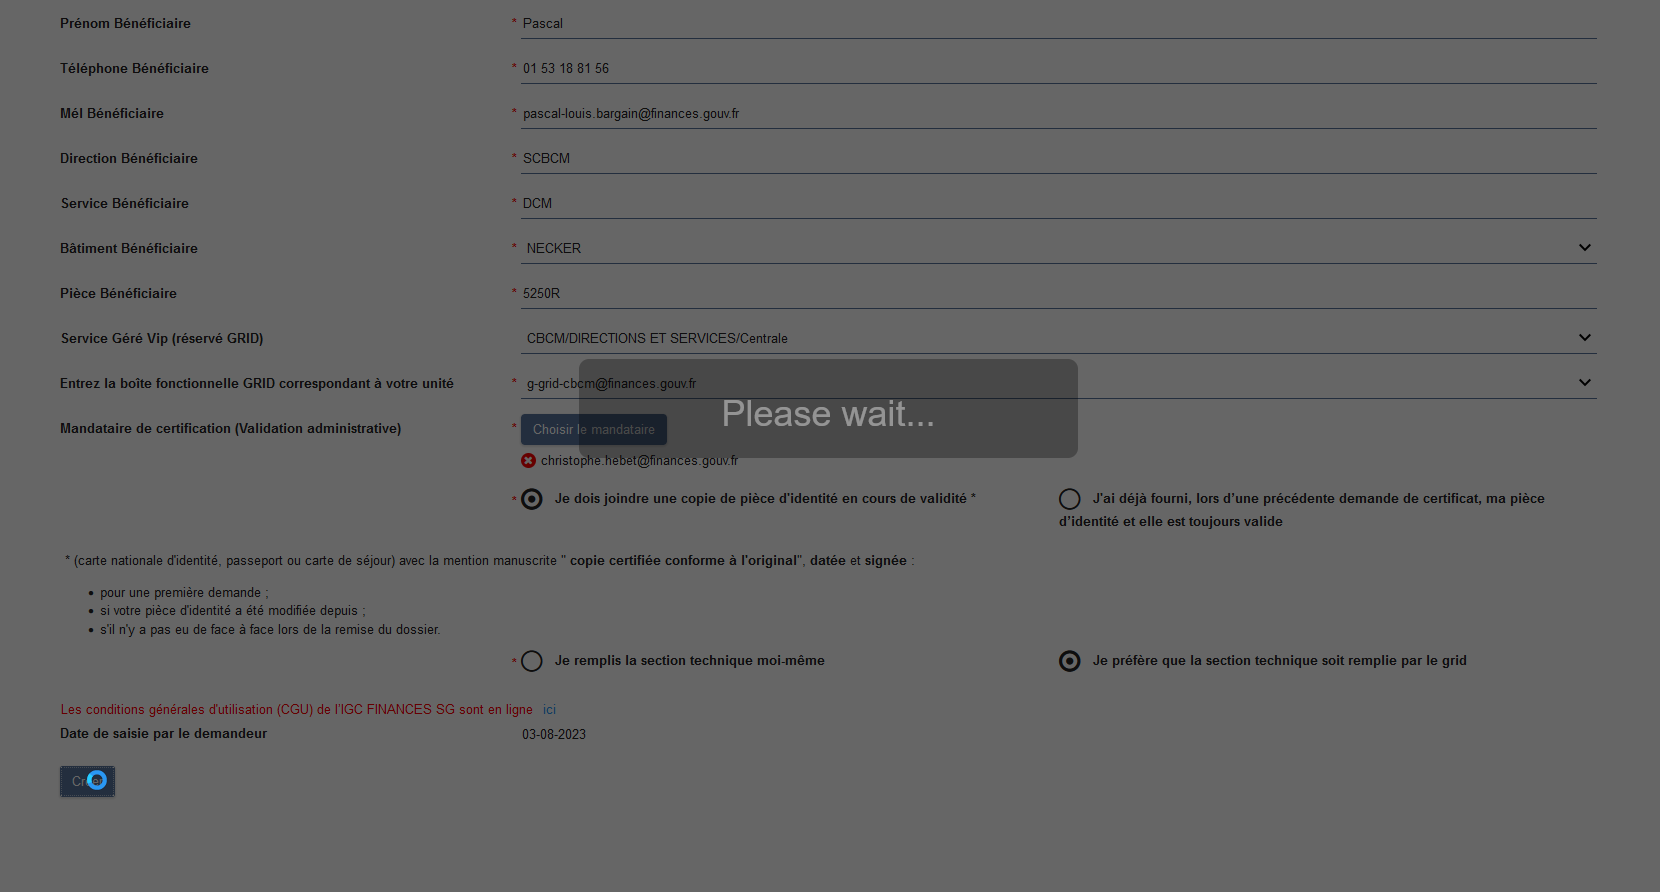 Prénom Bénéficiaire * Pascal
Téléphone Bénéficiaire * 01 53 18 81 56
Mél Bénéficiaire * pascal-louis.bargain@finances.gouv.fr
Direction Bénéficiaire * SCBCM
Service Bénéficiaire * DCM
Bâtiment Bénéficiaire * NECKER
Pièce Bénéficiaire * 5250R
Service Géré Vip (réservé GRID) CBCM/DIRECTIONS ET SERVICES/Centrale
Entrez la boîte fonctionnelle GRID correspondant à votre unité * g-grid-cbcm@finances.gouv.fr
Please wait...
Mandataire de certification (Validation administrative) * Choisir le mandataire
christophe.hebet@finances.gouv.fr
* Je dois joindre une copie de pièce d'identité en cours de validité * J'ai déjà fourni, lors d'une précédente demande de certificat, ma pièce
d'identité et elle est toujours valide
* (carte nationale d'identité, passeport ou carte de séjour) avec la mention manuscrite " copie certifiée conforme à l'original", datée et signée :
• pour une première demande ;
• si votre pièce d'identité a été modifiée depuis ;
• s'il n'y a pas eu de face à face lors de la remise du dossier.
* Je remplis la section technique moi-même Je préfère que la section technique soit remplie par le grid
Les conditions générales d'utilisation (CGU) de l'IGC FINANCES SG sont en ligne ici
Date de saisie par le demandeur 03-08-2023